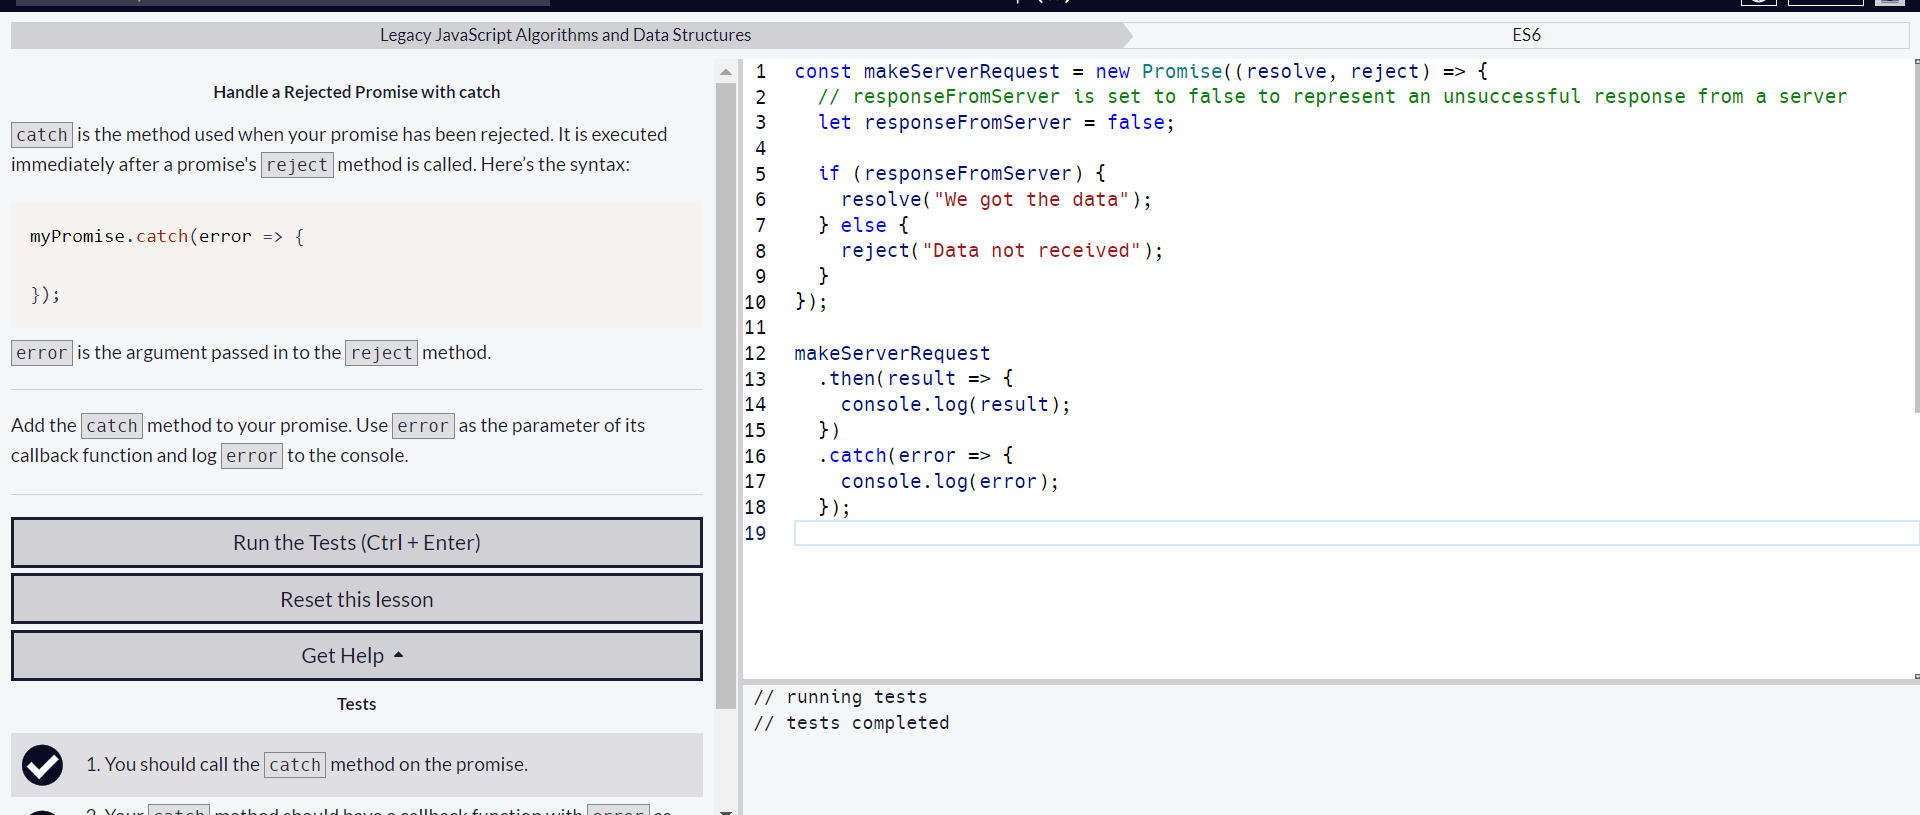 Legacy JavaScript Algorithms and Data Structures
ES6
Handle a Rejected Promise with catch
catch is the method used when your promise has been rejected. It is executed
immediately after a promise's reject method is called. Here’s the syntax:
myPromise.catch(error => {
});
error is the argument passed in to the reject method.
Add the catch method to your promise. Use error as the parameter of its
callback function and log error to the console.
Run the Tests (Ctrl + Enter)
Reset this lesson
Get Help
Tests
1. You should call the catch method on the promise.
2. Your catch method should have a callback function with error as
1 const makeServerRequest = new Promise((resolve, reject) => {
2 // responseFromServer is set to false to represent an unsuccessful response from a server
3 let responseFromServer = false;
4
5 if (responseFromServer) {
6 resolve("We got the data");
7 } else {
8 reject("Data not received");
9 }
10 });
11
12 makeServerRequest
13 .then(result => {
14 console.log(result);
15 })
16 .catch(error => {
17 console.log(error);
18 });
19
// running tests
// tests completed